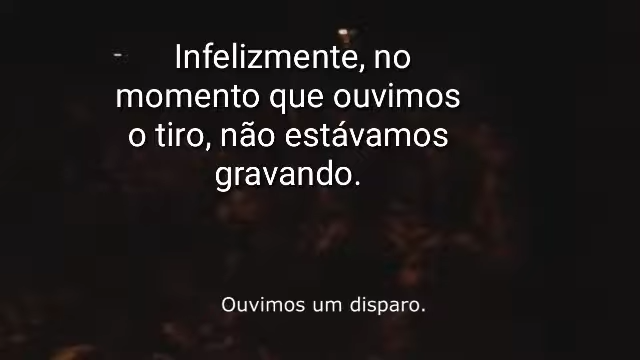 Infelizmente, no
momento que ouvimos
o tiro, não estávamos
gravando.
Ouvimos um disparo.